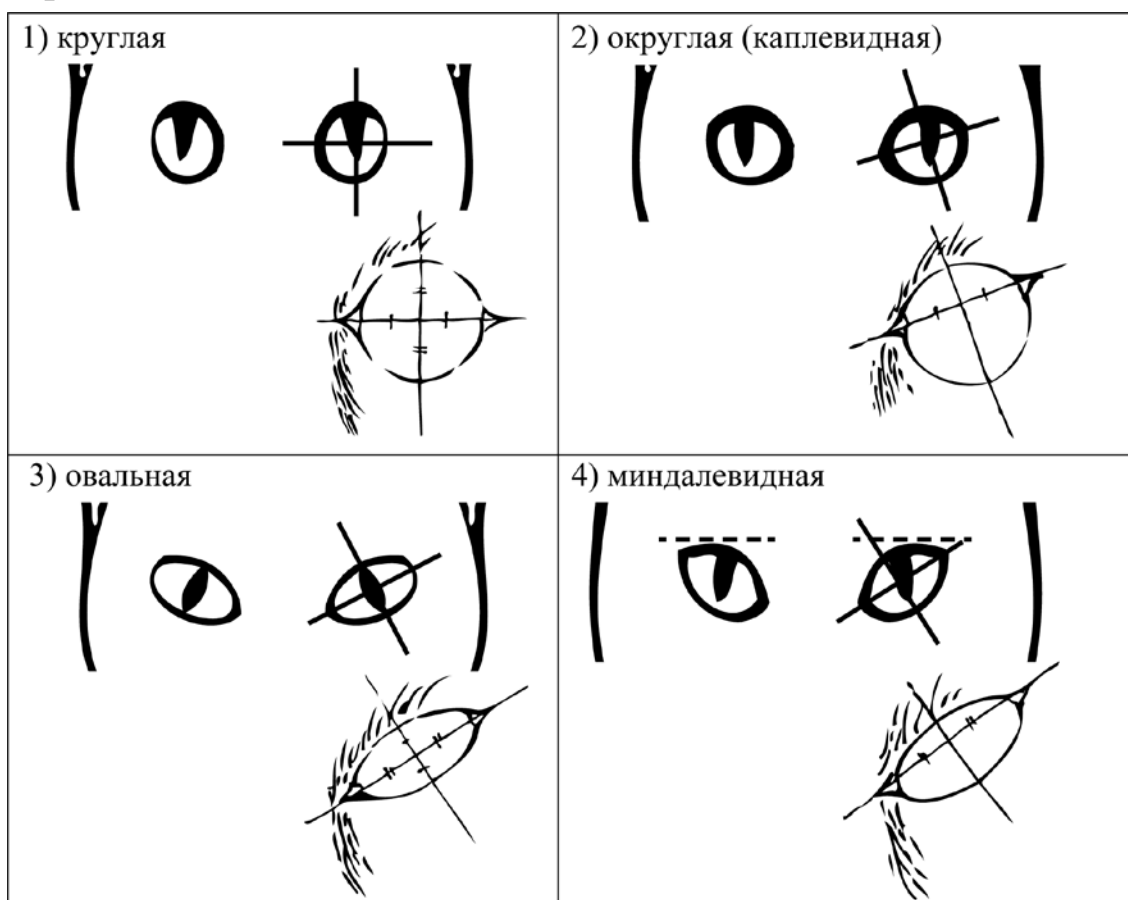 1) круглая
2) округлая (каплевидная)
3) овальная
4) миндалевидная